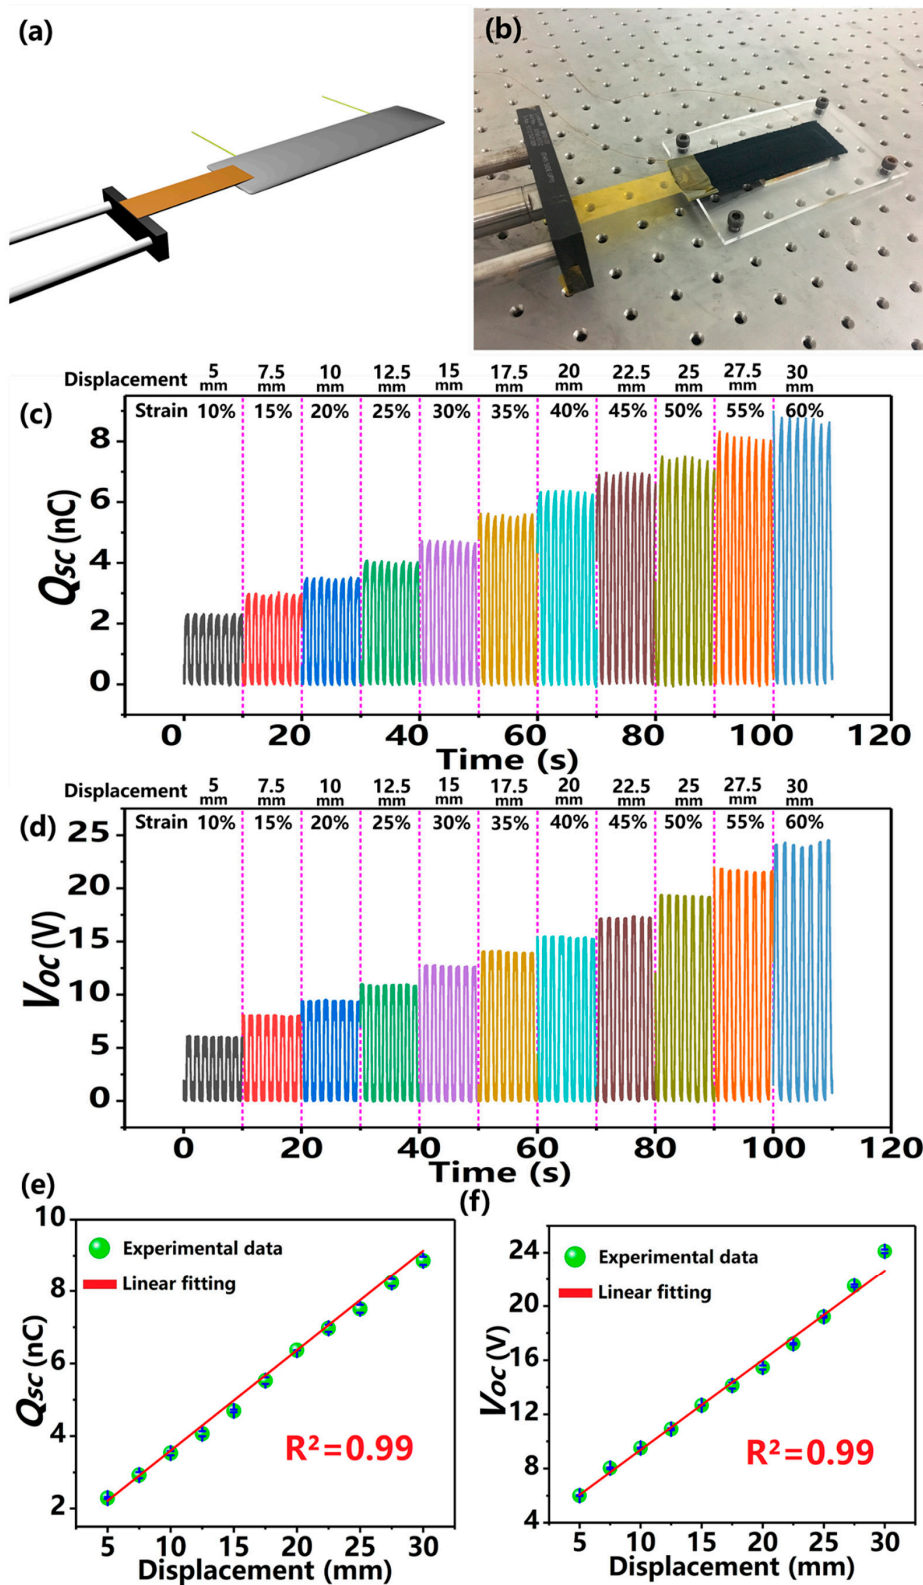 (a)
(b)
Displacement 5 mm 7.5 mm 10 mm 12.5 mm 15 mm 17.5 mm 20 mm 22.5 mm 25 mm 27.5 mm 30 mm
(c)
Strain 10% 15% 20% 25% 30% 35% 40% 45% 50% 55% 60%
8
6
4
2
0
Qsc (nC)
0 20 40 60 80 100 120
Time (s)
Displacement 5 mm 7.5 mm 10 mm 12.5 mm 15 mm 17.5 mm 20 mm 22.5 mm 25 mm 27.5 mm 30 mm
(d)
Strain 10% 15% 20% 25% 30% 35% 40% 45% 50% 55% 60%
25
20
15
10
5
0
Voc (V)
0 20 40 60 80 100 120
Time (s)
(e)
10
8
6
4
2
Qsc (nC)
Experimental data
Linear fitting
R²=0.99
5 10 15 20 25 30
Displacement (mm)
(f)
24
20
16
12
8
4
Voc (V)
Experimental data
Linear fitting
R²=0.99
5 10 15 20 25 30
Displacement (mm)